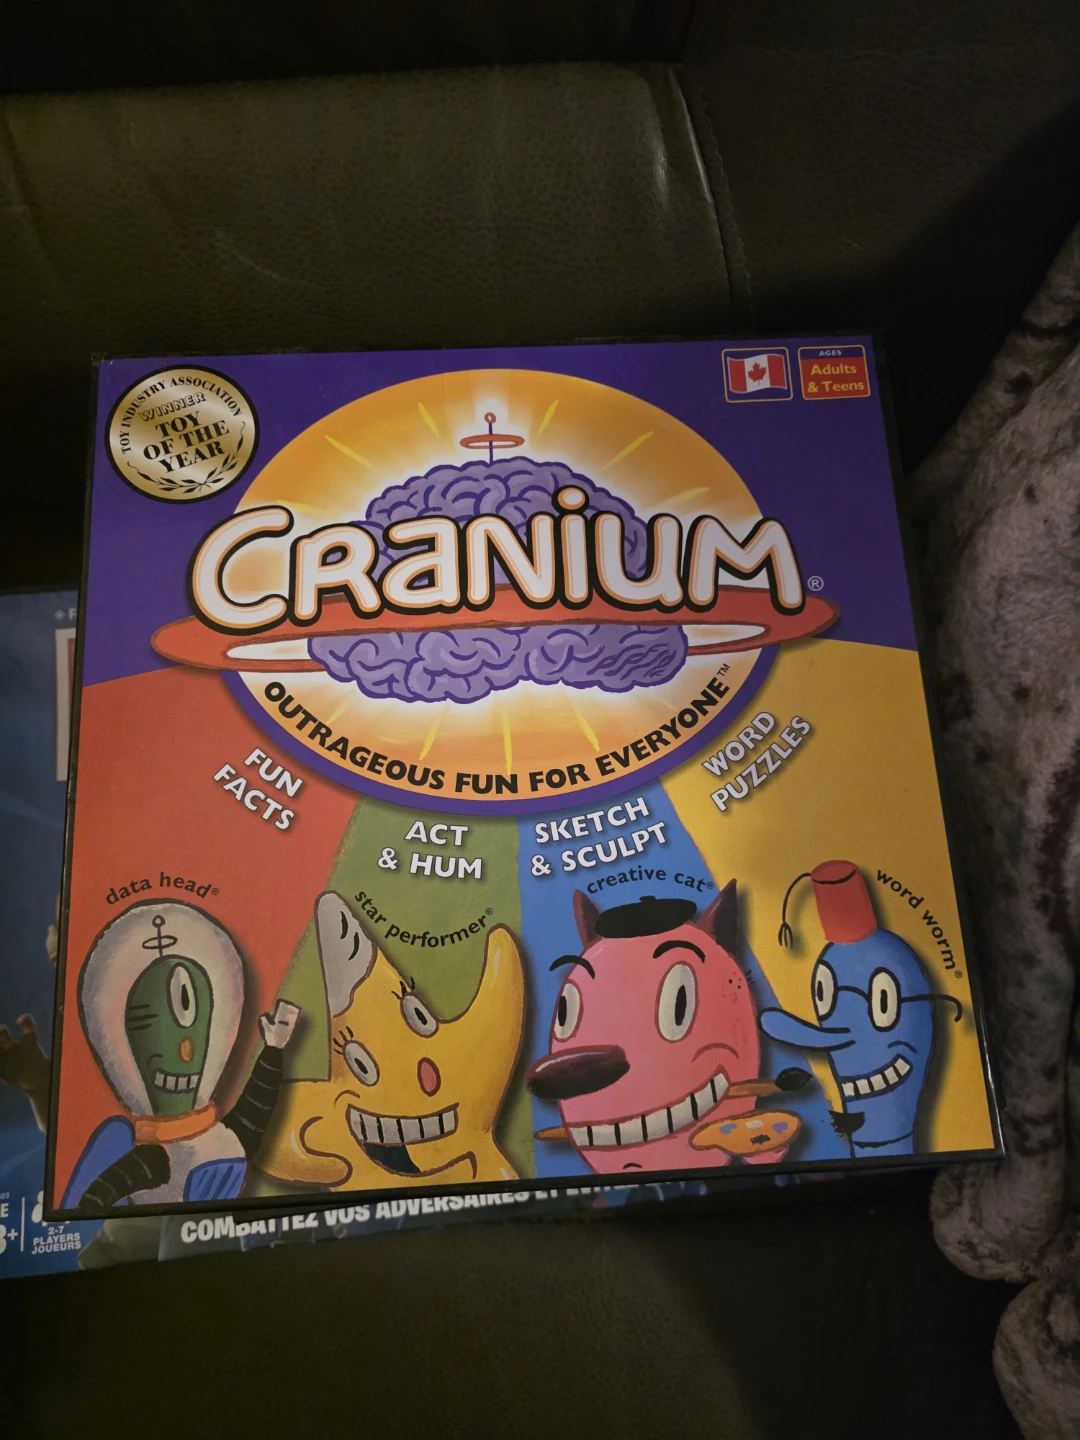 TOY INDUSTRY ASSOCIATION
WINNER
TOY
OF THE
YEAR
AGES
Adults
& Teens
CRANIUM®
OUTRAGEOUS FUN FOR EVERYONE™
FUN
FACTS
ACT
& HUM
SKETCH
& SCULPT
WORD
PUZZLES
data head®
star performer®
creative cat®
word worm®
COMBATTEZ VOS ADVERSAIRES ET
2-7
PLAYERS
JOUEURS